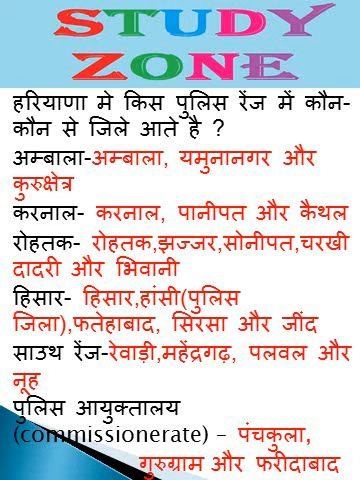 STUDY
ZONE
हरियाणा मे किस पुलिस रेंज में कौन-
कौन से जिले आते है ?
अम्बाला-अम्बाला, यमुनानगर और
कुरुक्षेत्र
करनाल- करनाल, पानीपत और कैथल
रोहतक- रोहतक,झज्जर,सोनीपत,चरखी
दादरी और भिवानी
हिसार- हिसार,हांसी(पुलिस
जिला),फतेहाबाद, सिरसा और जींद
साउथ रेंज-रेवाड़ी,महेंद्रगढ़, पलवल और
नूह
पुलिस आयुक्तालय
(commissionerate) – पंचकुला,
गुरुग्राम और फरीदाबाद